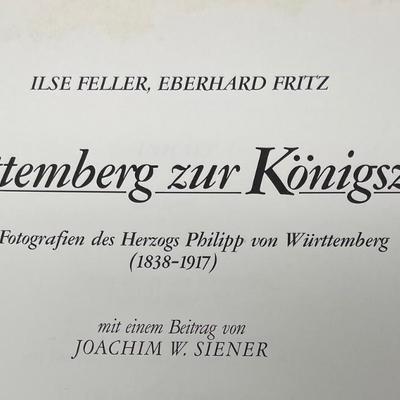 ILSE FELLER, EBERHARD FRITZ
ttemberg zur Königsz
Fotografien des Herzogs Philipp von Württemberg
(1838-1917)
mit einem Beitrag von
JOACHIM W. SIENER